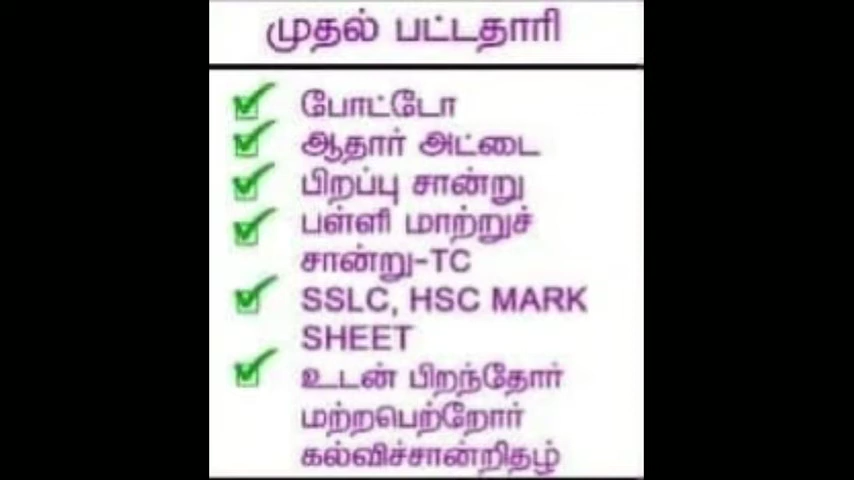 முதல் பட்டதாரி
போட்டோ
ஆதார் அட்டை
பிறப்பு சான்று
பள்ளி மாற்றுச்
சான்று-TC
SSLC, HSC MARK
SHEET
உடன் பிறந்தோர்
மற்றபெற்றோர்
கல்விச்சான்றிதழ்